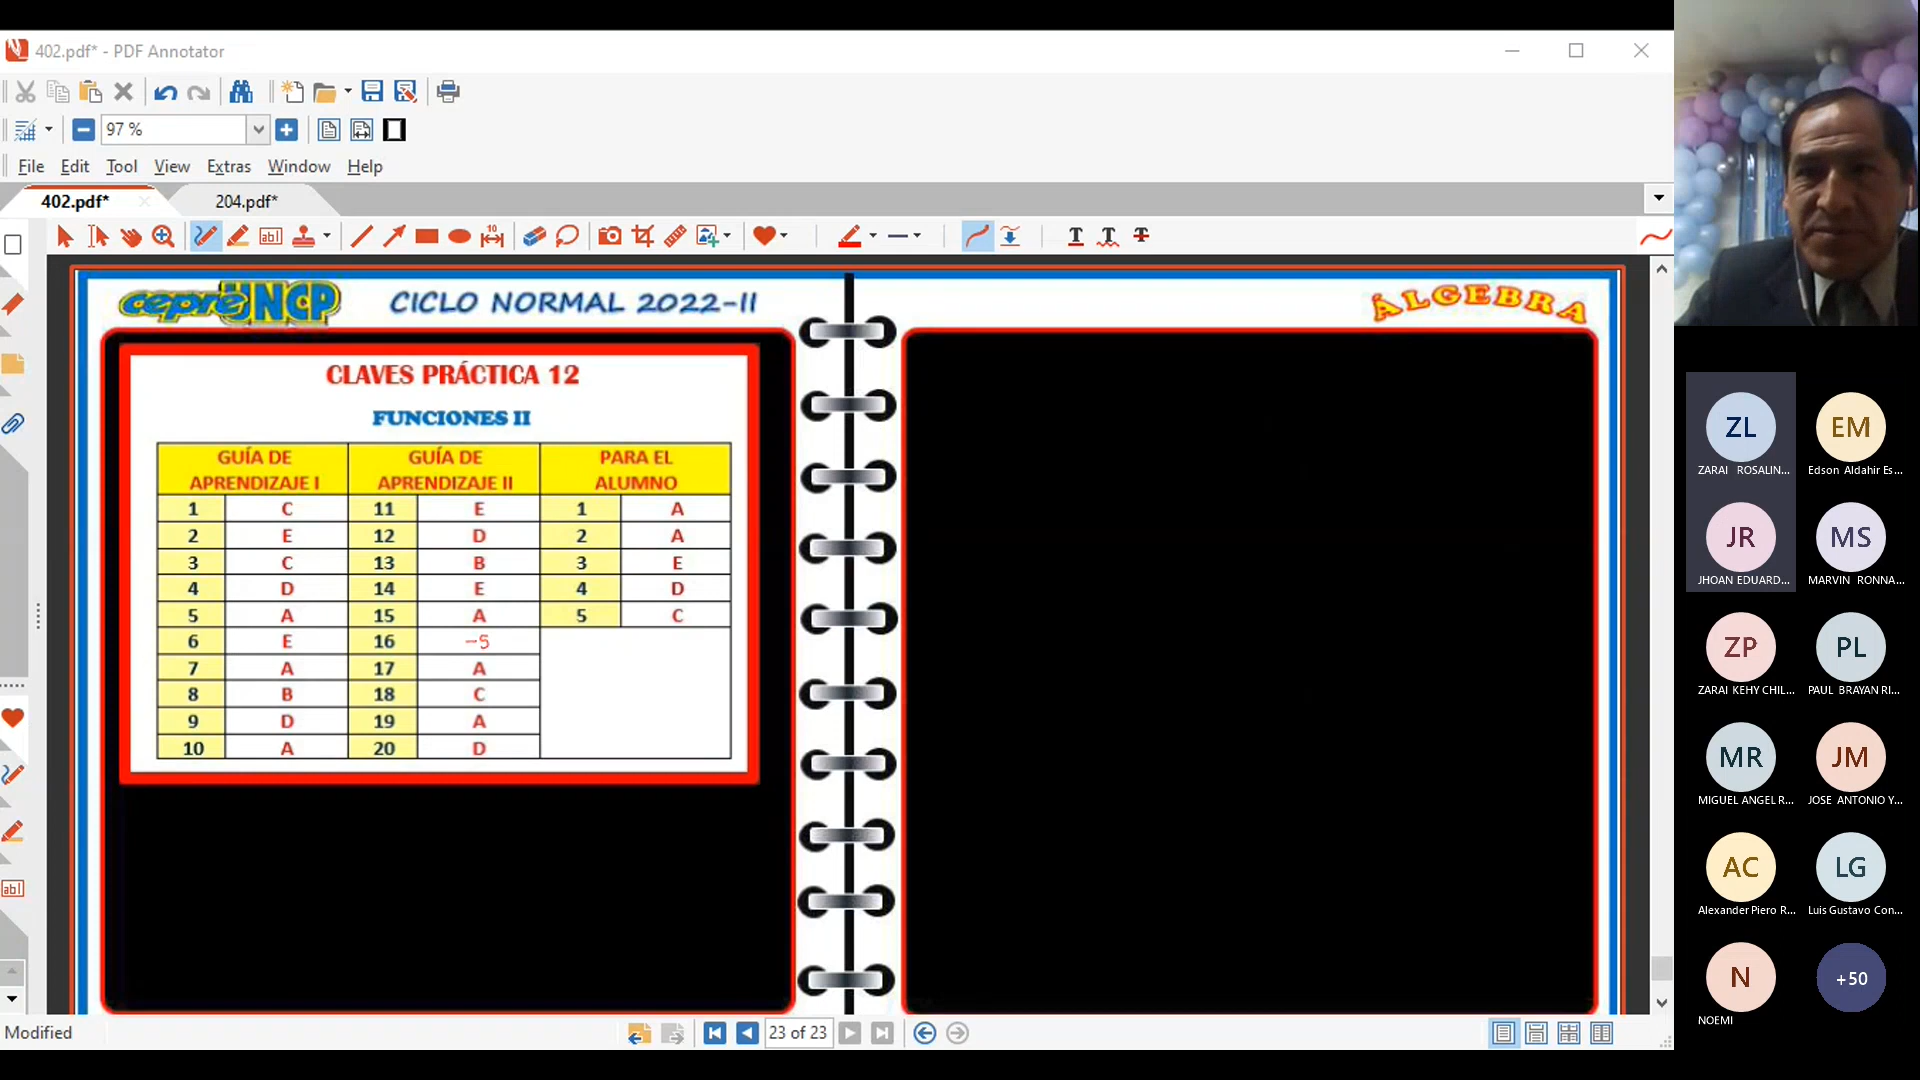 402.pdf* - PDF Annotator
97 %
File Edit Tool View Extras Window Help
402.pdf* 204.pdf*
cepreUNCP CICLO NORMAL 2022-II ÁLGEBRA
CLAVES PRÁCTICA 12
FUNCIONES II
GUÍA DE APRENDIZAJE I GUÍA DE APRENDIZAJE II PARA EL ALUMNO
1 C 11 E 1 A
2 E 12 D 2 A
3 C 13 B 3 E
4 D 14 E 4 D
5 A 15 A 5 C
6 E 16 -5
7 A 17 A
8 B 18 C
9 D 19 A
10 A 20 D
Modified 23 of 23
ZL EM
ZARAI ROSALIN... Edson Aldahir Es...
JR MS
JHOAN EDUARD... MARVIN RONNA...
ZP PL
ZARAI KEHY CHIL... PAUL BRAYAN RI...
MR JM
MIGUEL ANGEL R... JOSE ANTONIO Y...
AC LG
Alexander Piero R... Luis Gustavo Con...
N +50
NOEMI